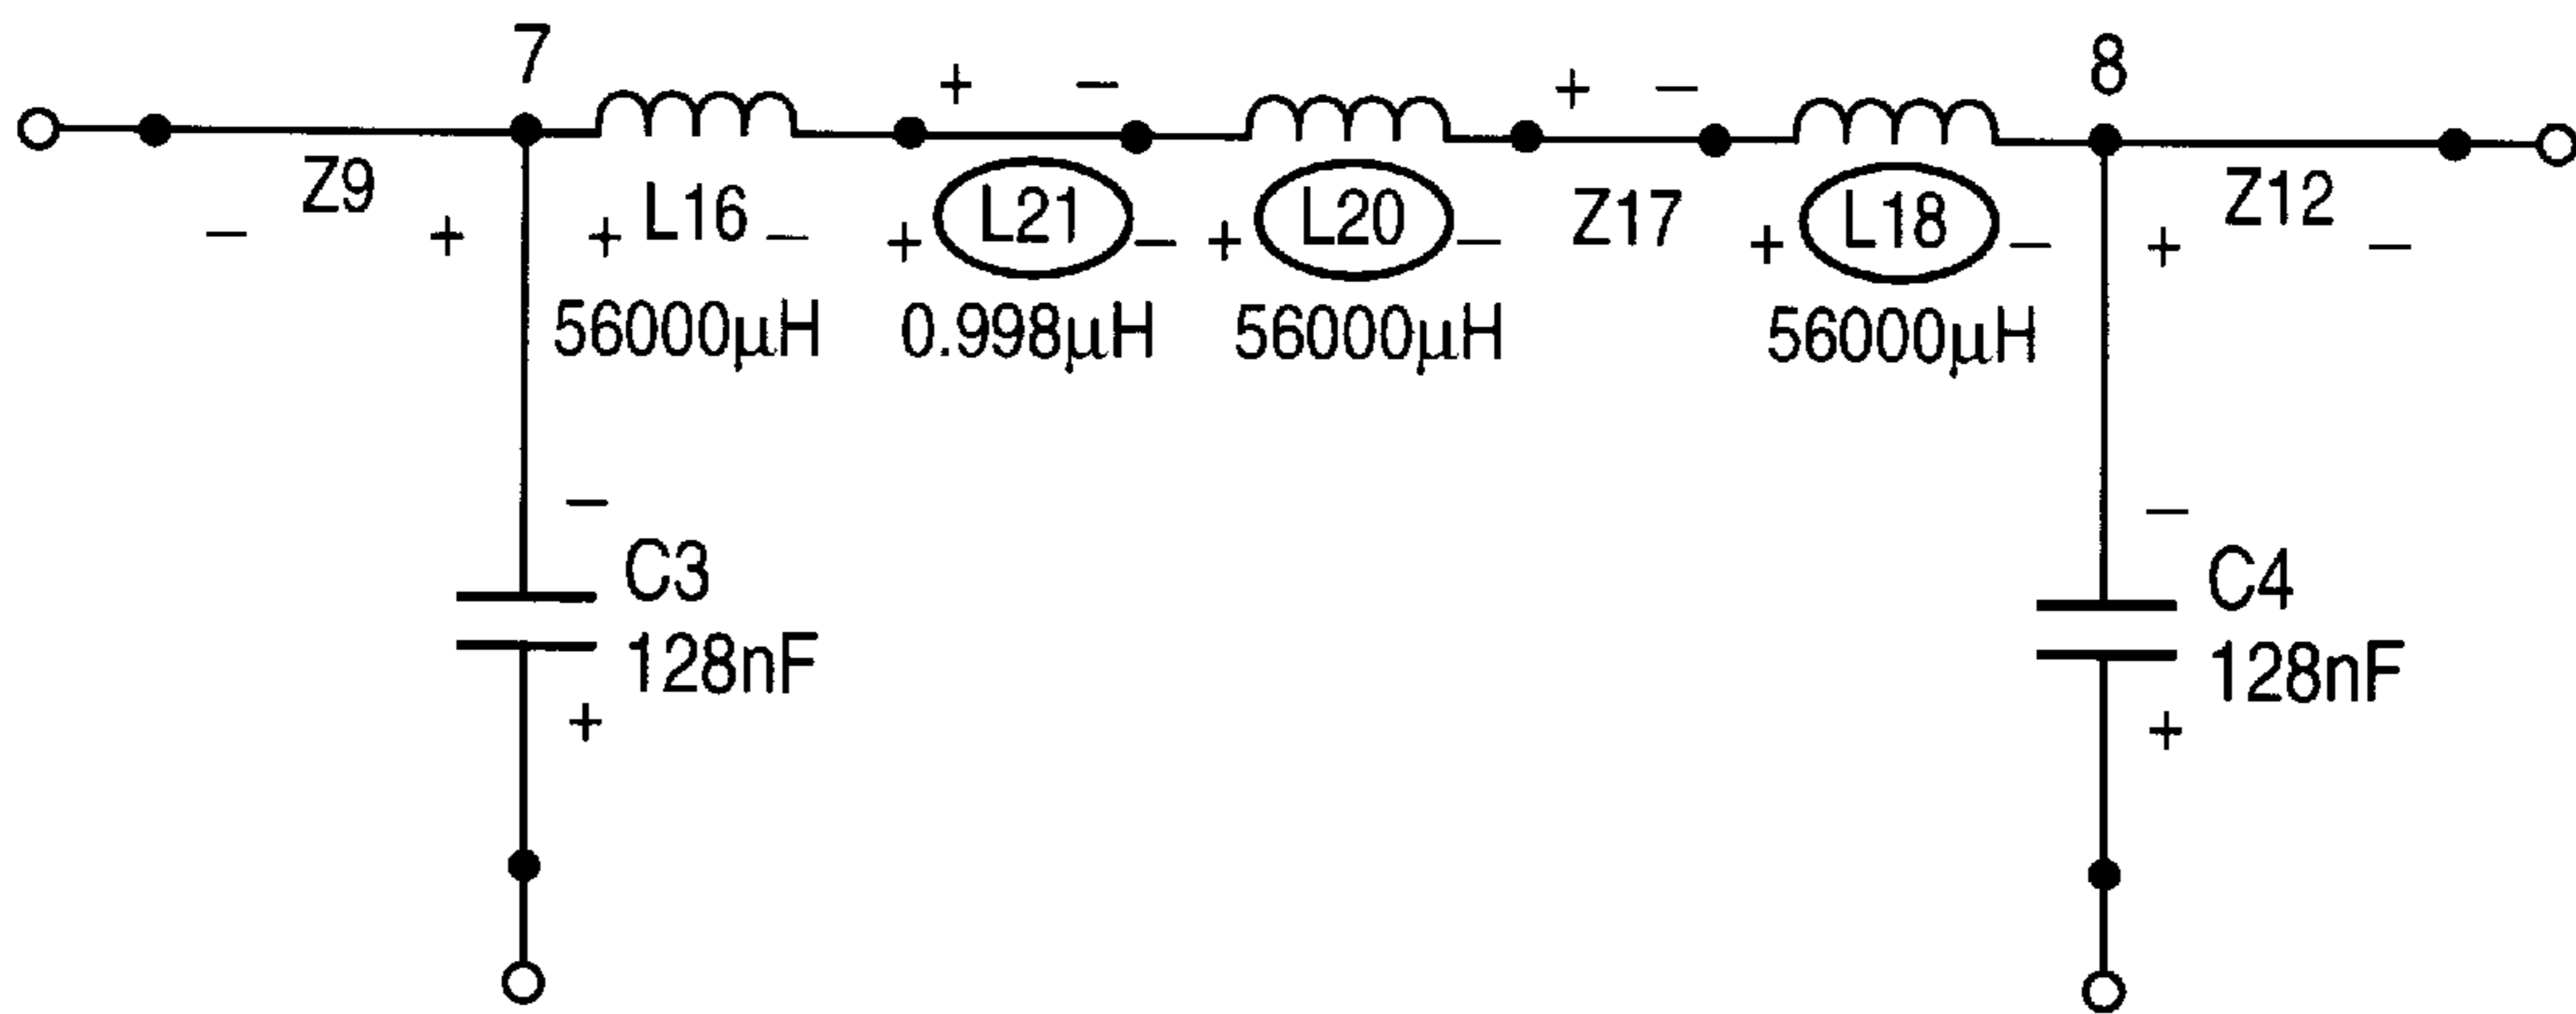 7
8
+ − + −
Z9
− +
+ L16 −
+ L21 −
+ L20 −
Z17
+ L18 −
Z12
+ −
56000µH
0.998µH
56000µH
56000µH
−
C3
128nF
+
−
C4
128nF
+